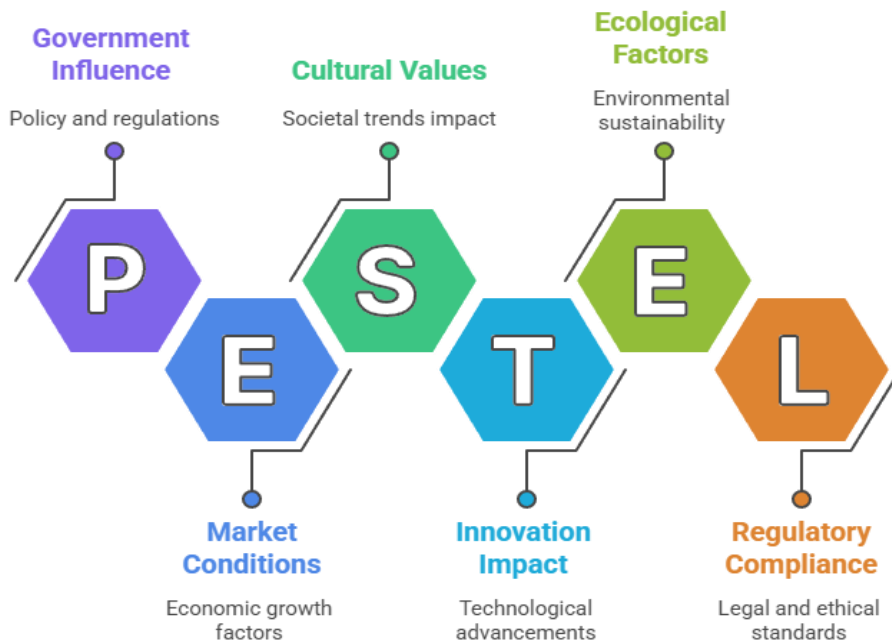 Government
Influence
Policy and regulations
P
Market
Conditions
Economic growth
factors
E
Cultural Values
Societal trends impact
S
Innovation
Impact
Technological
advancements
T
Ecological
Factors
Environmental
sustainability
E
Regulatory
Compliance
Legal and ethical
standards
L